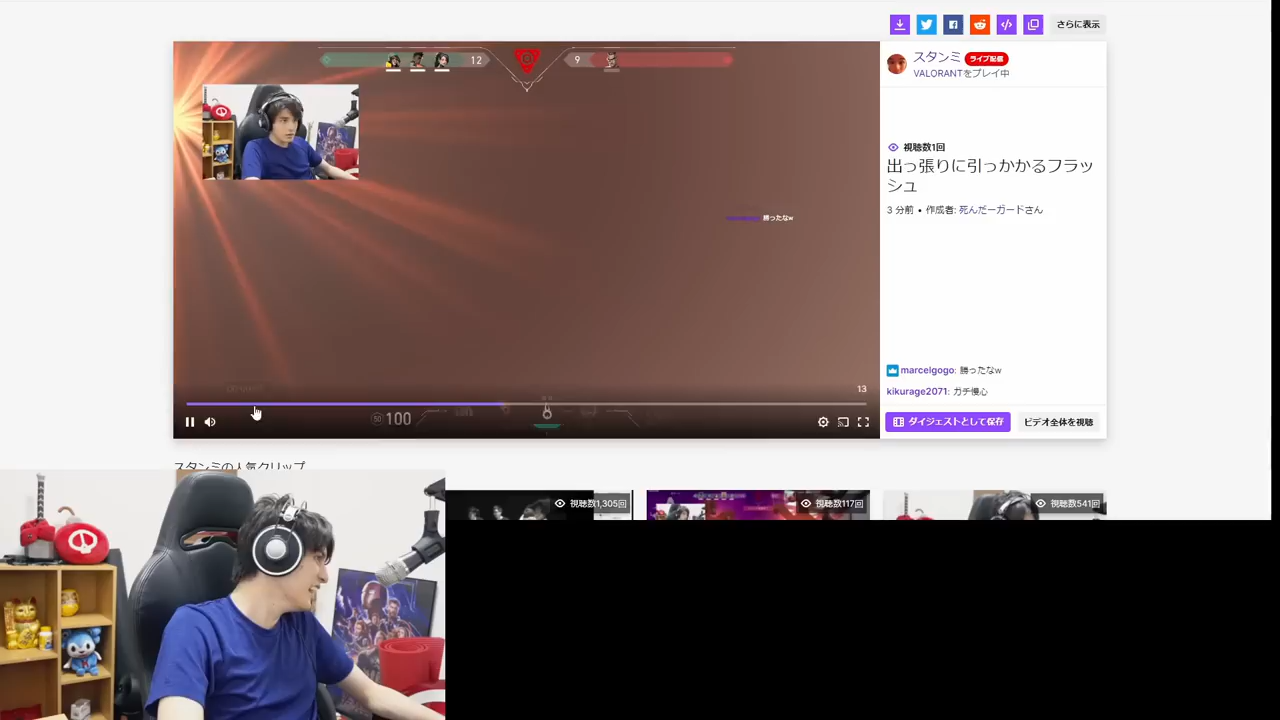 さらに表示
12
9
スタンミ ライブ配信
VALORANTをプレイ中
視聴数1回
出っ張りに引っかかるフラッ
シュ
3 分前 • 作成者: 死んだーガードさん
勝ったなw
marcelgogo: 勝ったなw
kikurage2071: ガチ慢心
13
50 100
ダイジェストとして保存
ビデオ全体を視聴
スタンミの人気クリップ
視聴数1,305回
視聴数117回
視聴数541回